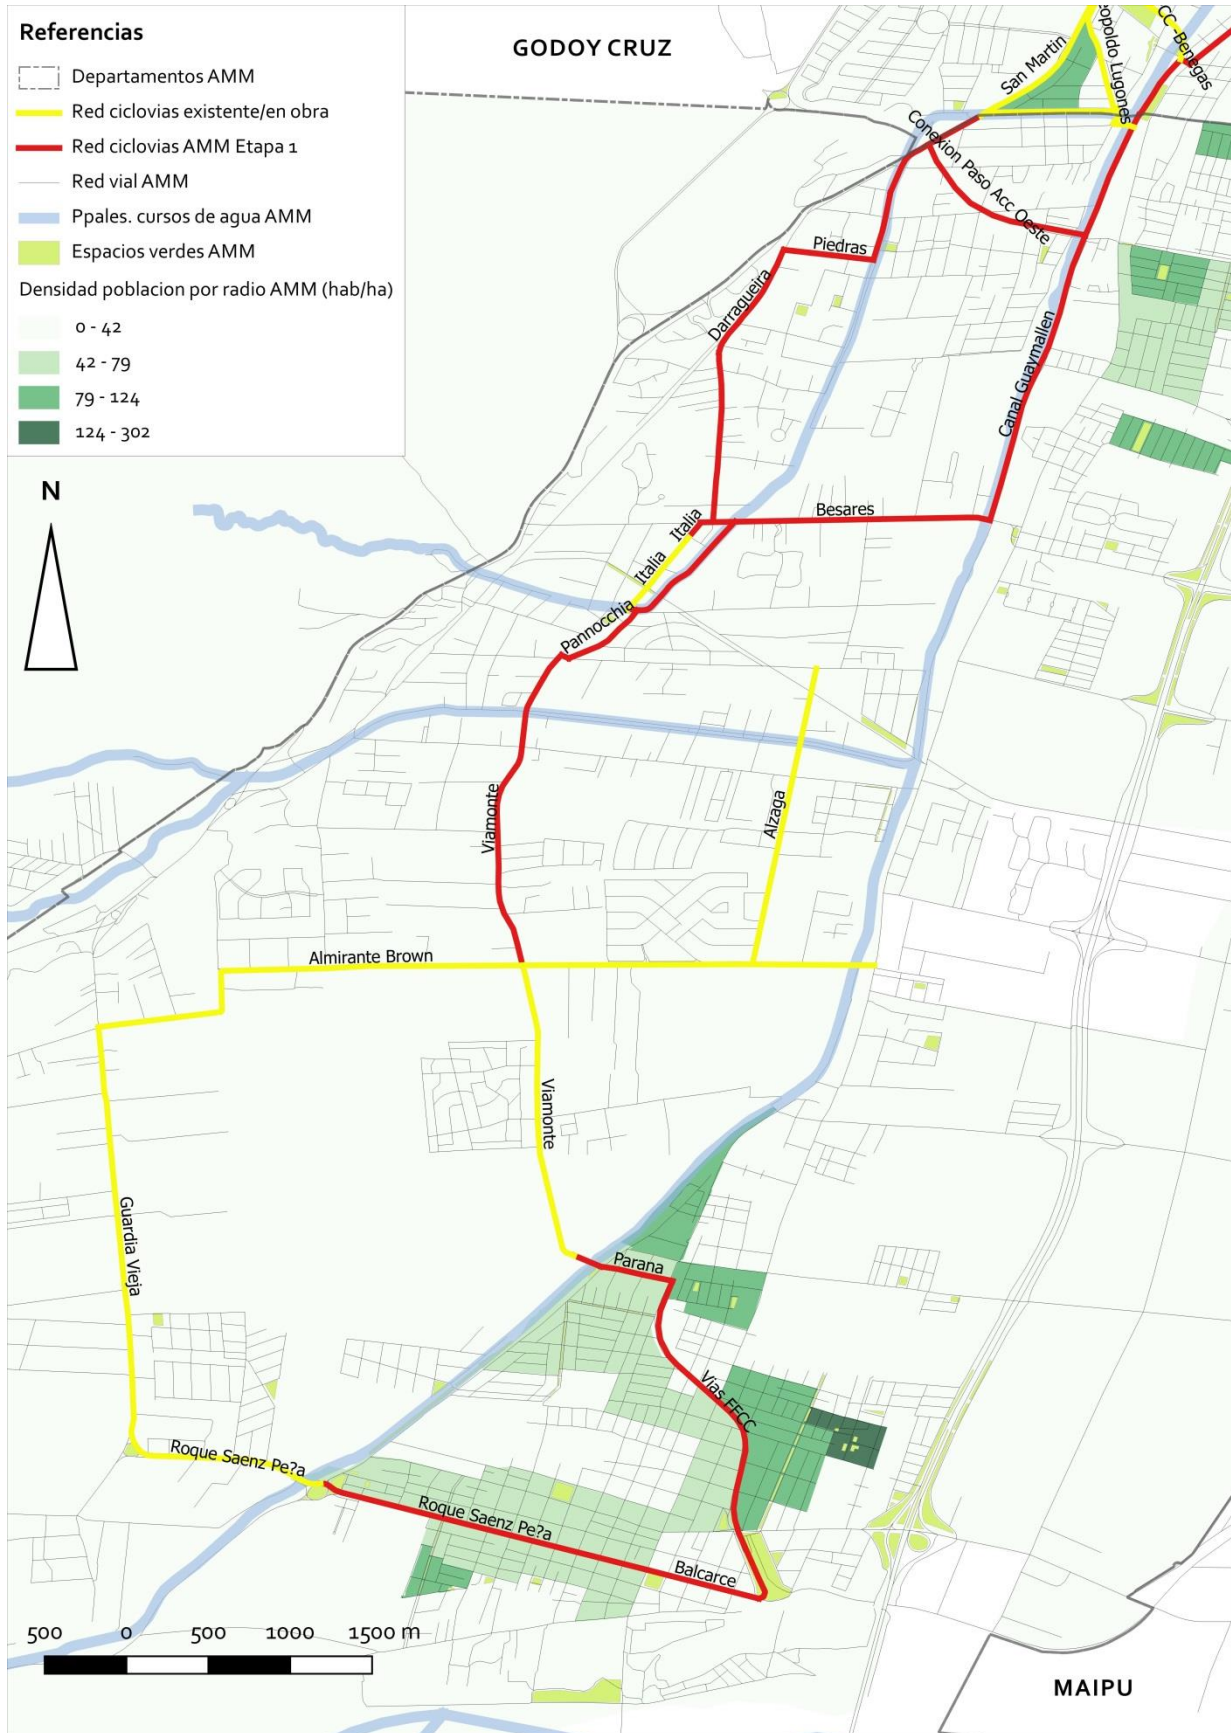 Referencias
Departamentos AMM
Red ciclovias existente/en obra
Red ciclovias AMM Etapa 1
Red vial AMM
Ppales. cursos de agua AMM
Espacios verdes AMM
Densidad poblacion por radio AMM (hab/ha)
0 - 42
42 - 79
79 - 124
124 - 302
N
GODOY CRUZ
San Martin
eopoldo Lugones
CC-Benegas
Conexion Paso Acc Oeste
Piedras
Darragueira
Canal Guaymallen
Besares
Italia
Italia
Pannocchia
Viamonte
Alzaga
Almirante Brown
Viamonte
Guardia Vieja
Parana
Vias FFCC
Roque Saenz Pe?a
Roque Saenz Pe?a
Balcarce
500 0 500 1000 1500 m
MAIPU